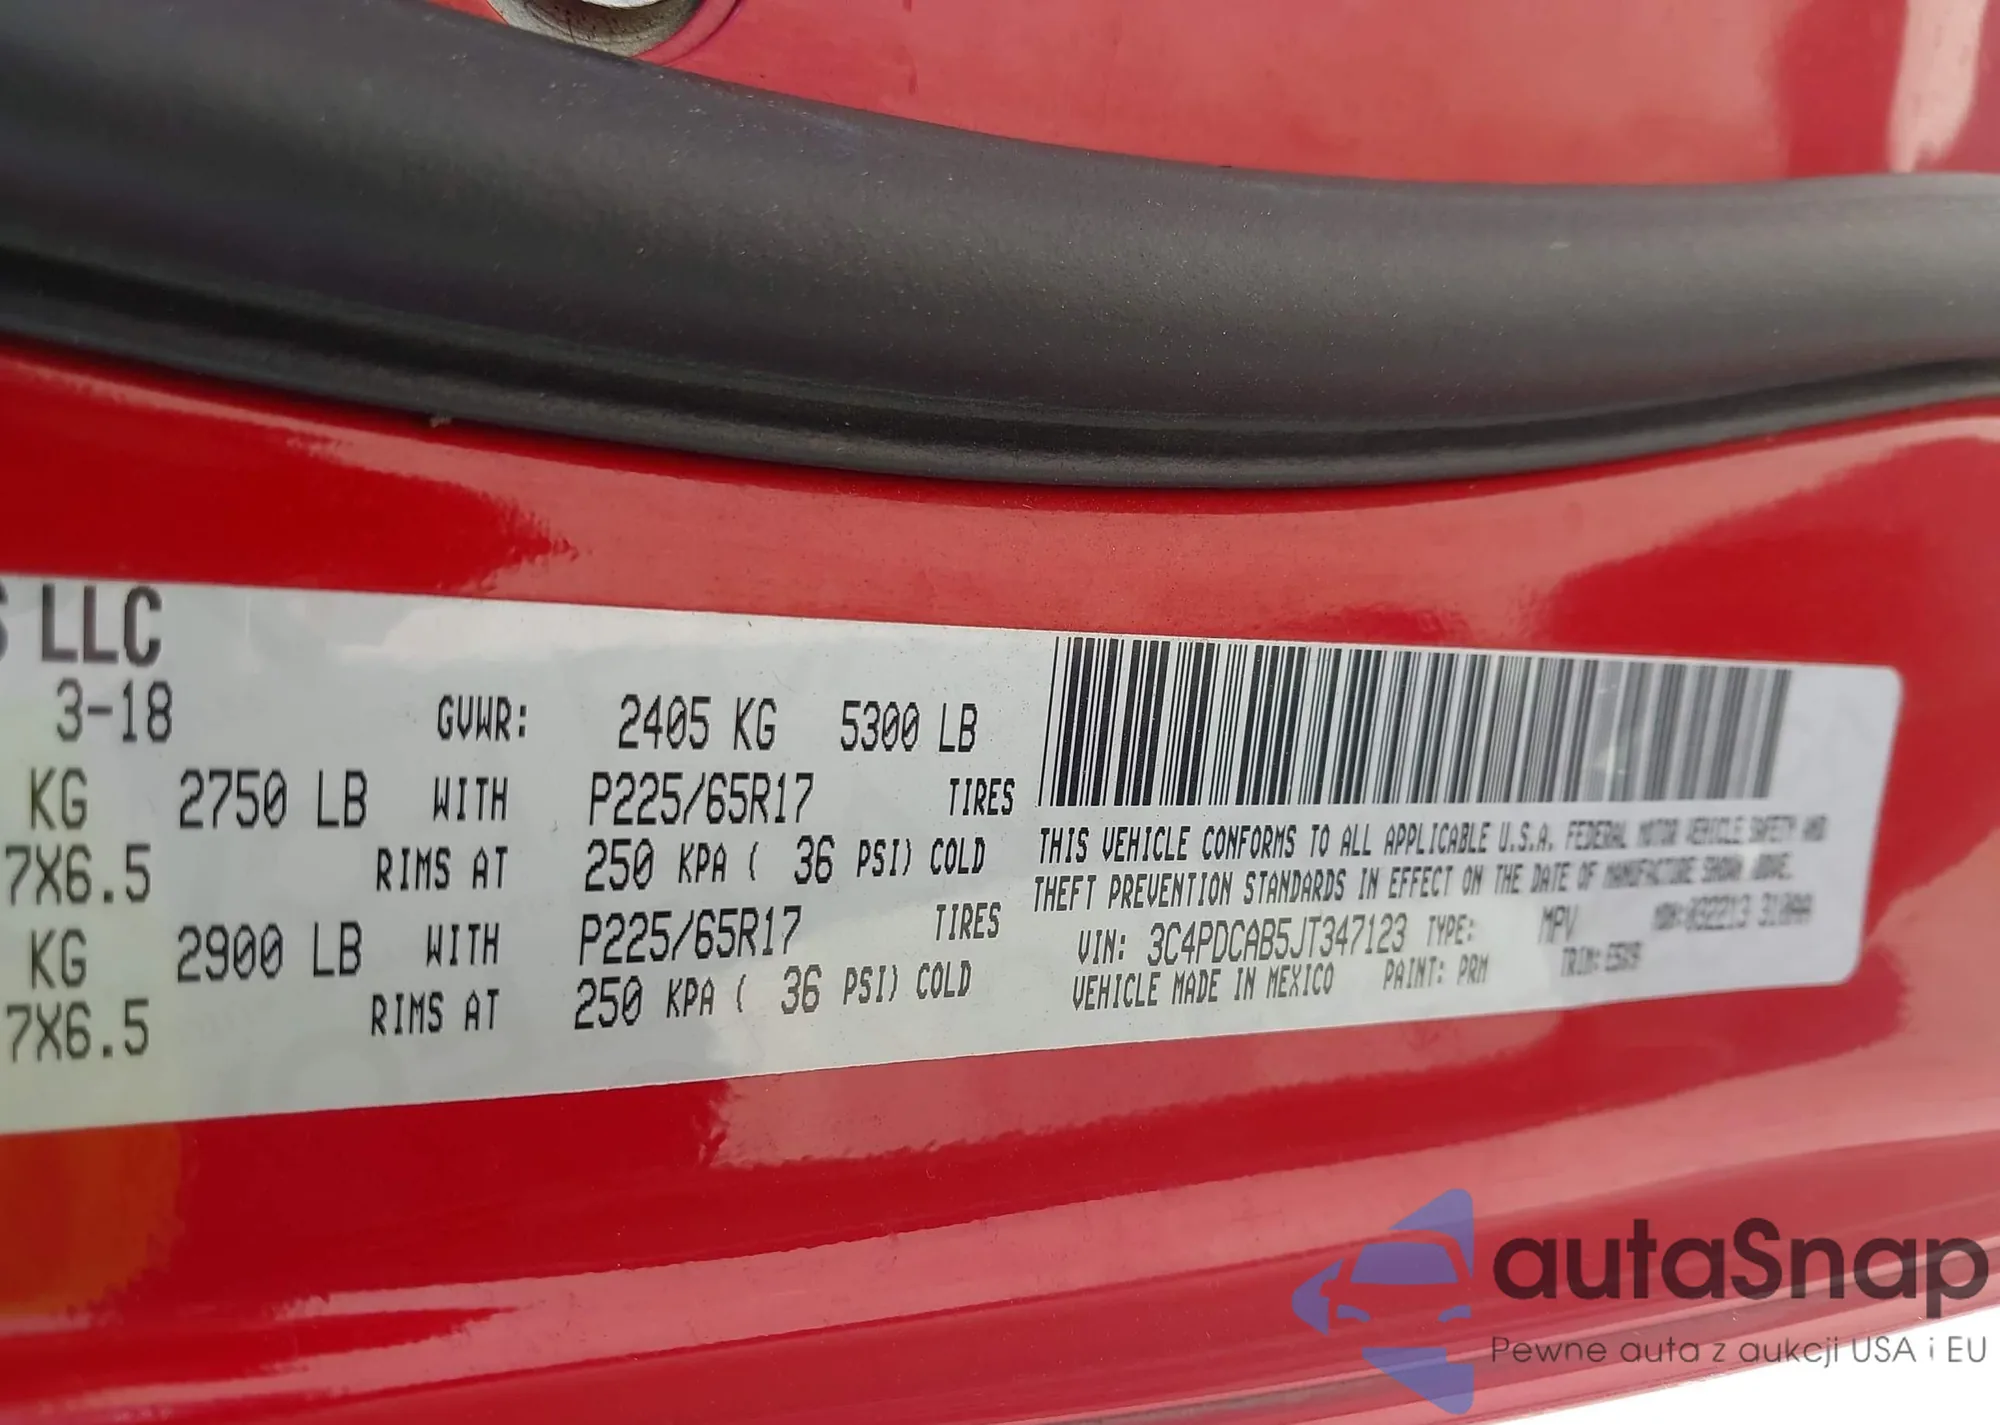 S LLC
3-18 GVWR: 2405 KG 5300 LB
KG 2750 LB WITH P225/65R17 TIRES
7X6.5 RIMS AT 250 KPA ( 36 PSI) COLD
KG 2900 LB WITH P225/65R17 TIRES
7X6.5 RIMS AT 250 KPA ( 36 PSI) COLD
THIS VEHICLE CONFORMS TO ALL APPLICABLE U.S.A. FEDERAL MOTOR VEHICLE SAFETY AND
THEFT PREVENTION STANDARDS IN EFFECT ON THE DATE OF MANUFACTURE SHOWN ABOVE.
VIN: 3C4PDCAB5JT347123 TYPE: MPV MDH:032213 310AA
VEHICLE MADE IN MEXICO PAINT: PRM TRIM:
autaSnap
Pewne auta z aukcji USA i EU